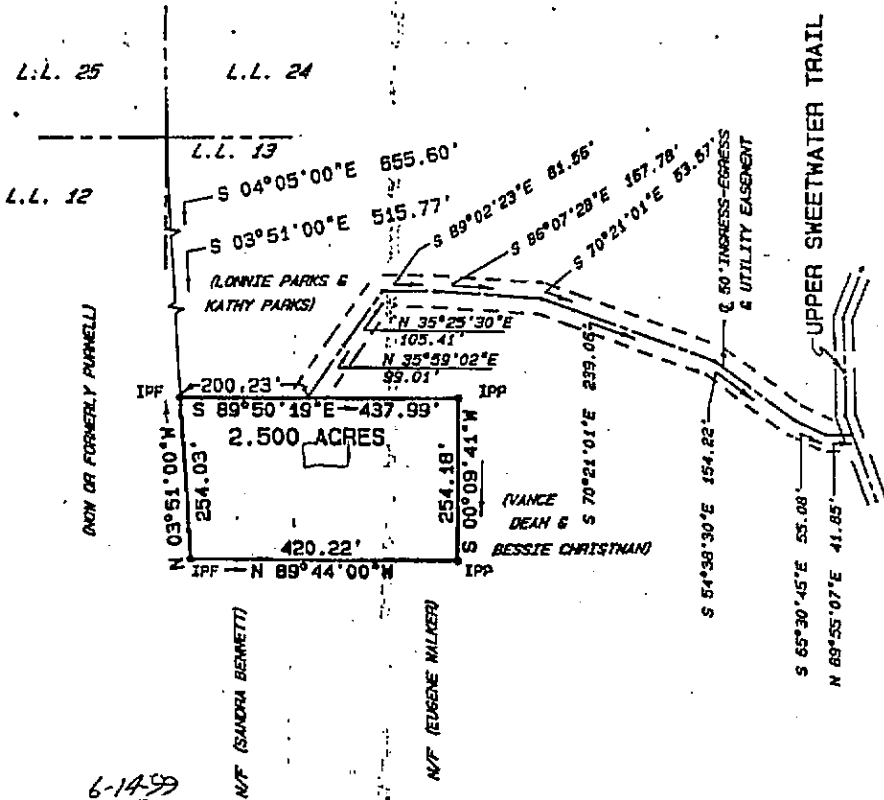 L.L. 25
L.L. 24
L.L. 13
L.L. 12
S 04°05'00"E 655.60'
S 03°51'00"E 515.77'
S 89°02'23"E 81.56'
S 86°07'28"E 167.78'
S 70°21'01"E 53.57'
℄ 50' INGRESS-EGRESS
& UTILITY EASEMENT
UPPER SWEETWATER TRAIL
(LONNIE PARKS &
KATHY PARKS)
N 35°25'30"E
105.41'
N 35°59'02"E
99.01'
(NOW OR FORMERLY PURNELL)
IPF
200.23'
IPP
S 89°50'19"E 437.99'
2.500 ACRES
N 03°51'00"W
254.03'
254.18'
S 00°09'41"W
(VANCE
DEAN &
BESSIE CHRISTMAN)
S 70°21'01"E 239.06'
S 54°38'30"E 154.22'
S 65°30'45"E 55.08'
N 89°55'07"E 41.85'
420.22'
IPF N 89°44'00"W IPP
N/F (SANDRA BENNETT)
N/F (EUGENE WALKER)
6-14-99